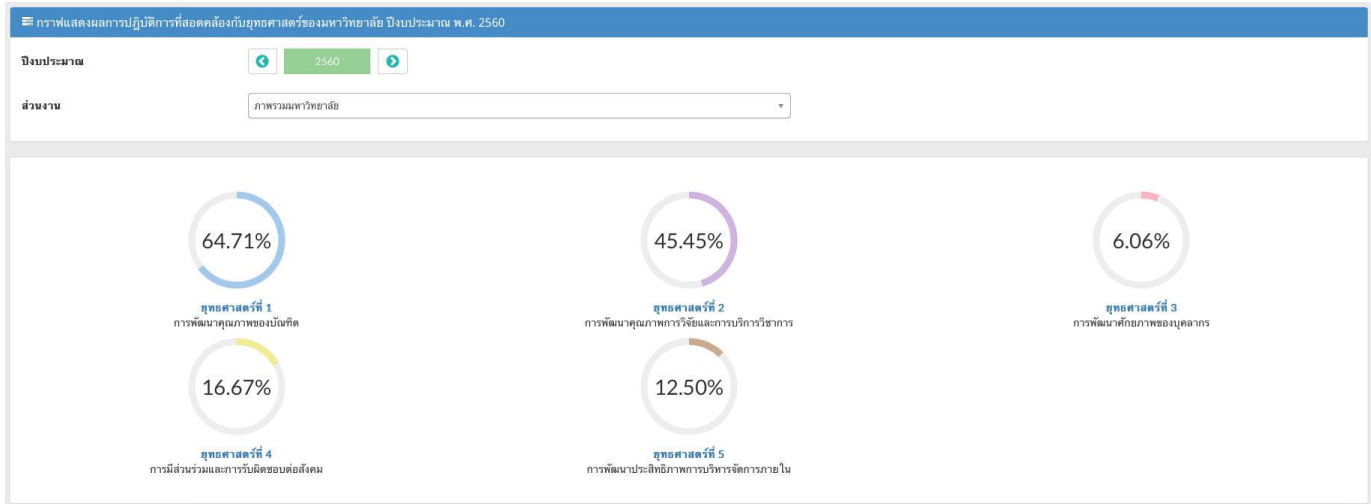 กราฟแสดงผลการปฎิบัติการที่สอดคล้องกับยุทธศาสตร์ของมหาวิทยาลัย ปีงบประมาณ พ.ศ. 2560
ปีงบประมาณ 2560
ส่วนงาน ภาพรวมมหาวิทยาลัย
64.71% 45.45% 6.06%
ยุทธศาสตร์ที่ 1 ยุทธศาสตร์ที่ 2 ยุทธศาสตร์ที่ 3
การพัฒนาคุณภาพของบัณฑิต การพัฒนาคุณภาพการวิจัยและการบริการวิชาการ การพัฒนาศักยภาพของบุคลากร
16.67% 12.50%
ยุทธศาสตร์ที่ 4 ยุทธศาสตร์ที่ 5
การมีส่วนร่วมและการรับผิดชอบต่อสังคม การพัฒนาประสิทธิภาพการบริหารจัดการภายใน